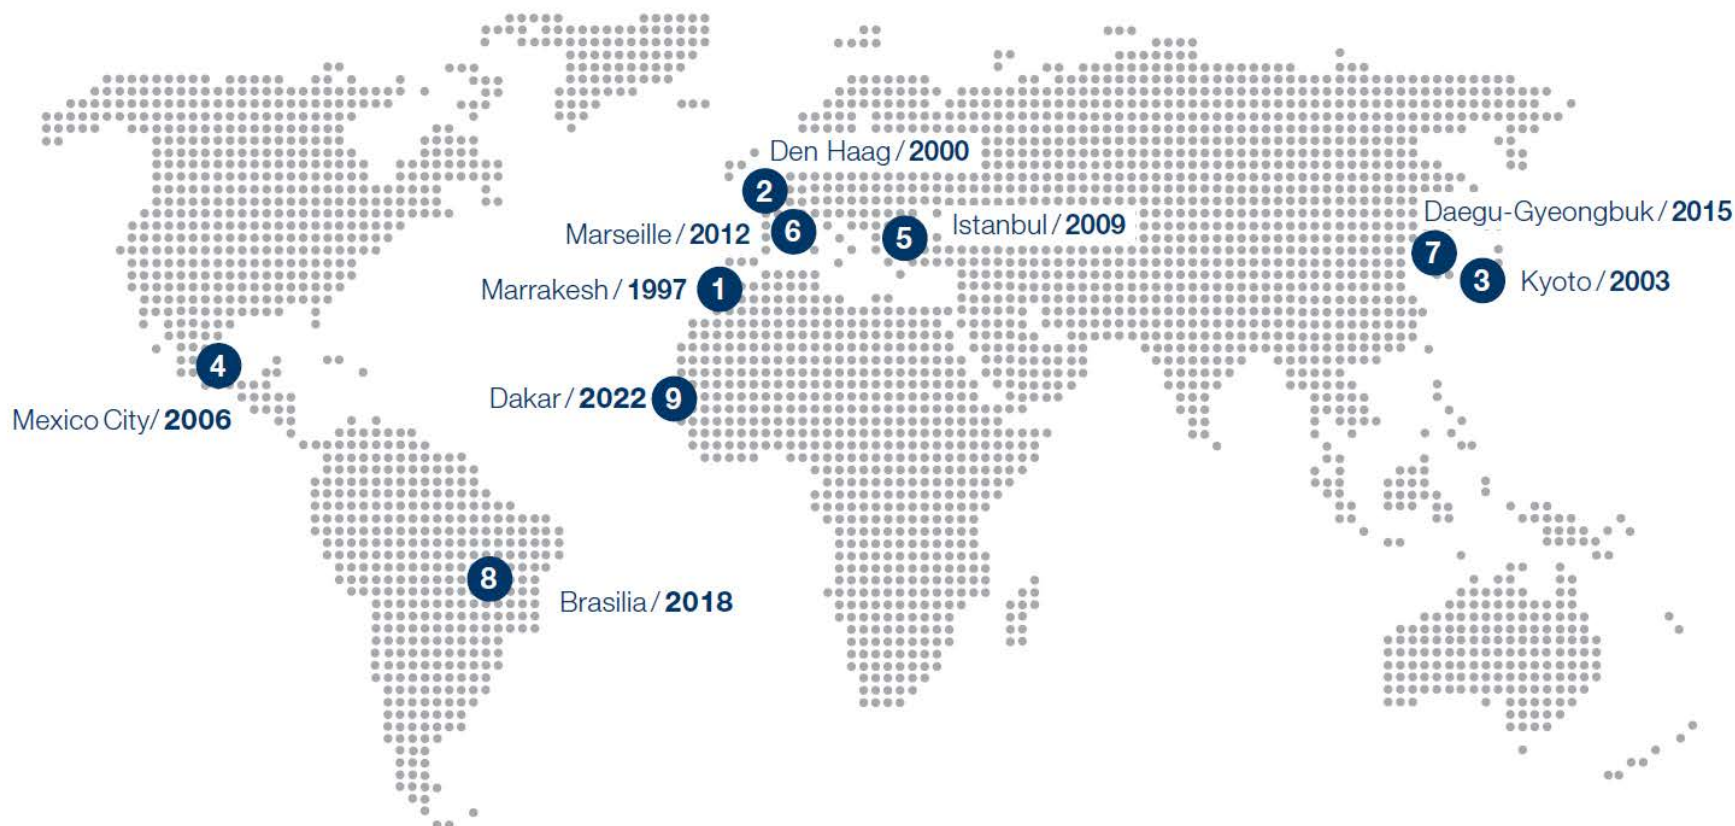 Den Haag / 2000
2
Daegu-Gyeongbuk / 2015
Marseille / 2012
6
5
Istanbul / 2009
7
Marrakesh / 1997
1
3
Kyoto / 2003
4
Dakar / 2022
9
Mexico City/ 2006
8
Brasilia / 2018